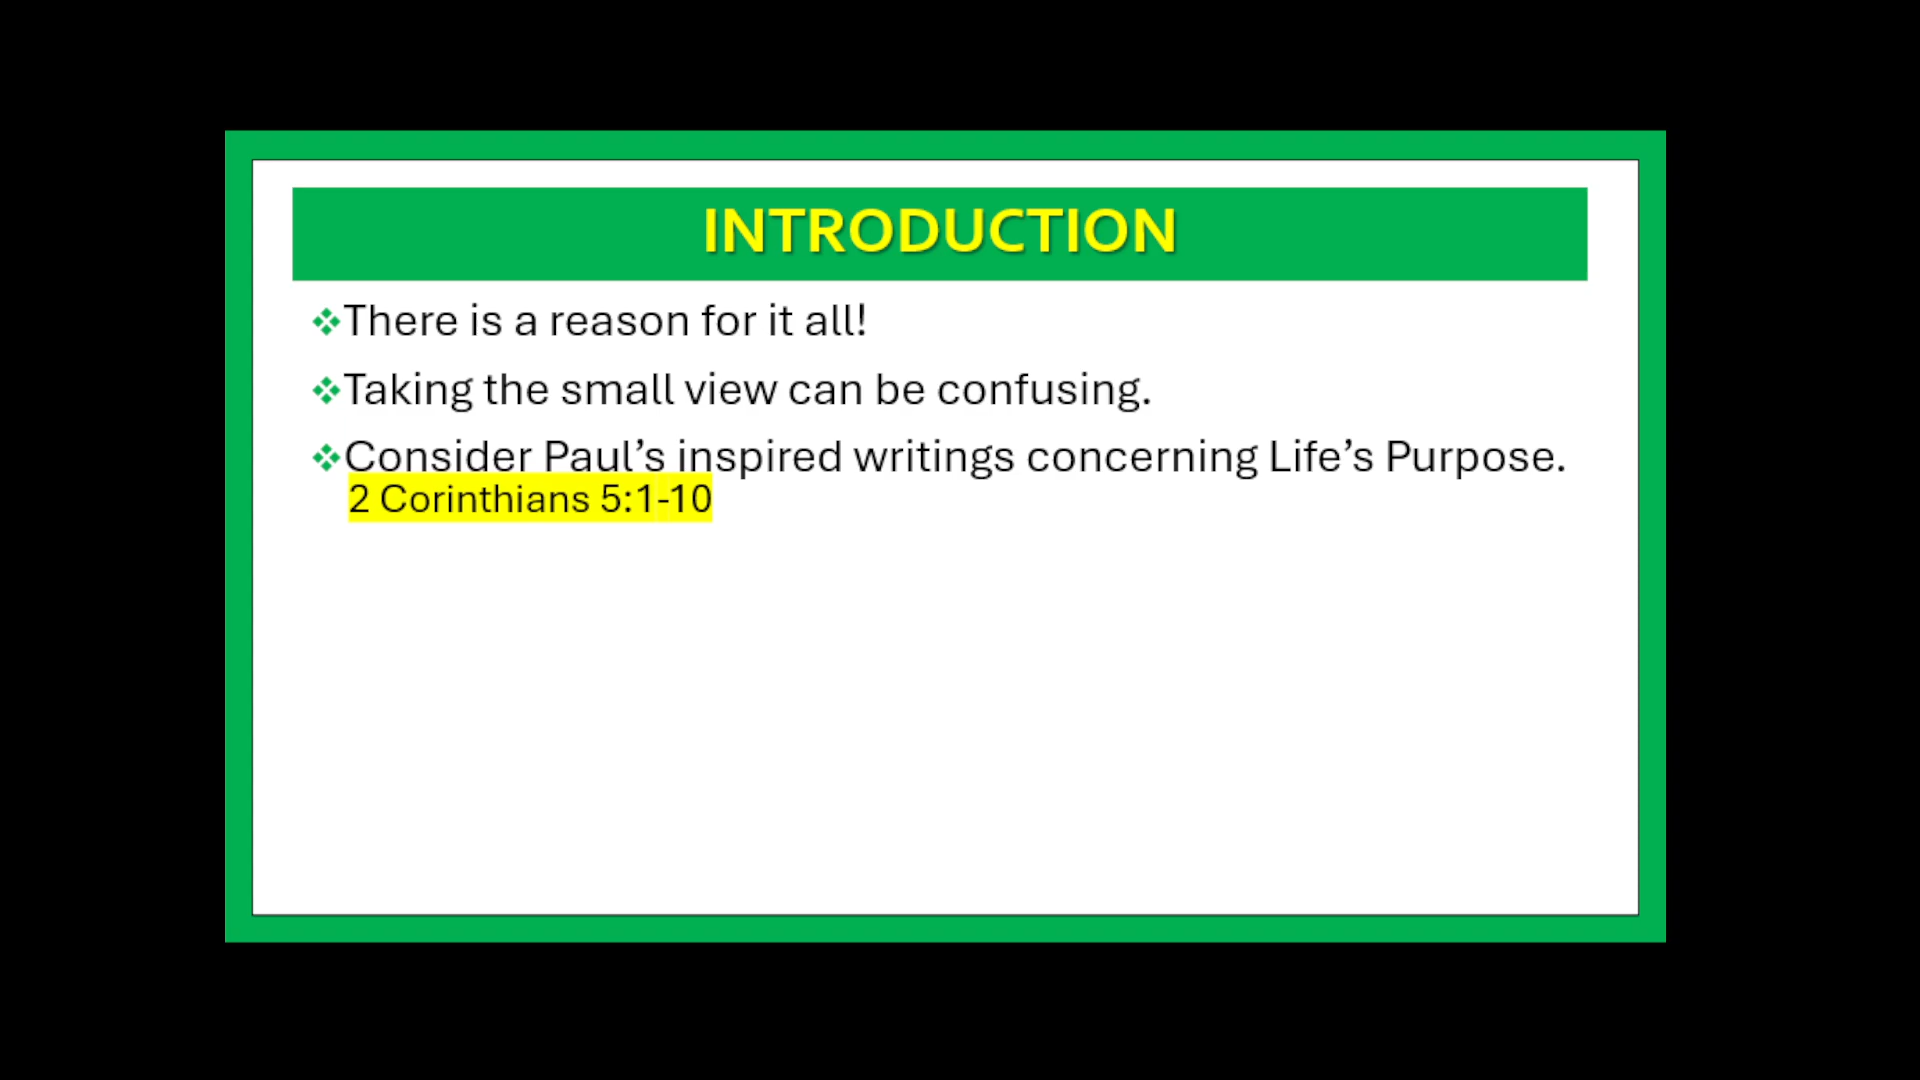 INTRODUCTION
There is a reason for it all!
Taking the small view can be confusing.
Consider Paul’s inspired writings concerning Life’s Purpose.
2 Corinthians 5:1-10